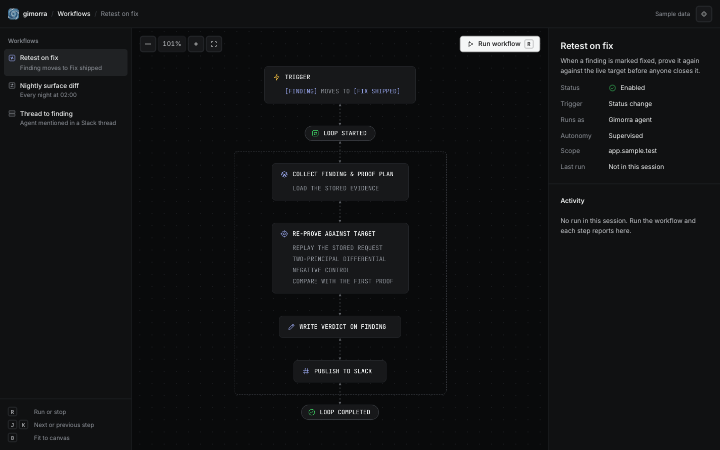 gimorra / Workflows / Retest on fix
Sample data
Workflows
Retest on fix
Finding moves to Fix shipped
Nightly surface diff
Every night at 02:00
Thread to finding
Agent mentioned in a Slack thread
R Run or stop
J K Next or previous step
0 Fit to canvas
101%
Run workflow R
TRIGGER
[FINDING] MOVES TO [FIX SHIPPED]
LOOP STARTED
COLLECT FINDING & PROOF PLAN
LOAD THE STORED EVIDENCE
RE-PROVE AGAINST TARGET
REPLAY THE STORED REQUEST
TWO-PRINCIPAL DIFFERENTIAL
NEGATIVE CONTROL
COMPARE WITH THE FIRST PROOF
WRITE VERDICT ON FINDING
PUBLISH TO SLACK
LOOP COMPLETED
Retest on fix
When a finding is marked fixed, prove it again
against the live target before anyone closes it.
Status Enabled
Trigger Status change
Runs as Gimorra agent
Autonomy Supervised
Scope app.sample.test
Last run Not in this session
Activity
No run in this session. Run the workflow and
each step reports here.